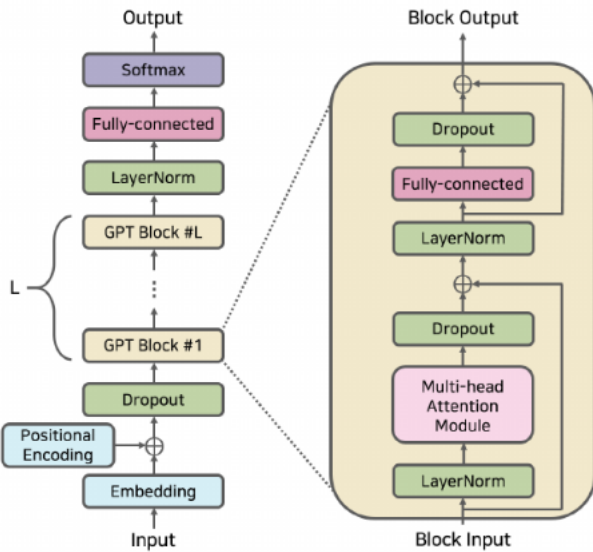 Output
Softmax
Fully-connected
LayerNorm
GPT Block #L
L
⋮
GPT Block #1
Dropout
Positional
Encoding
Embedding
Input
Block Output
Dropout
Fully-connected
LayerNorm
Dropout
Multi-head
Attention
Module
LayerNorm
Block Input